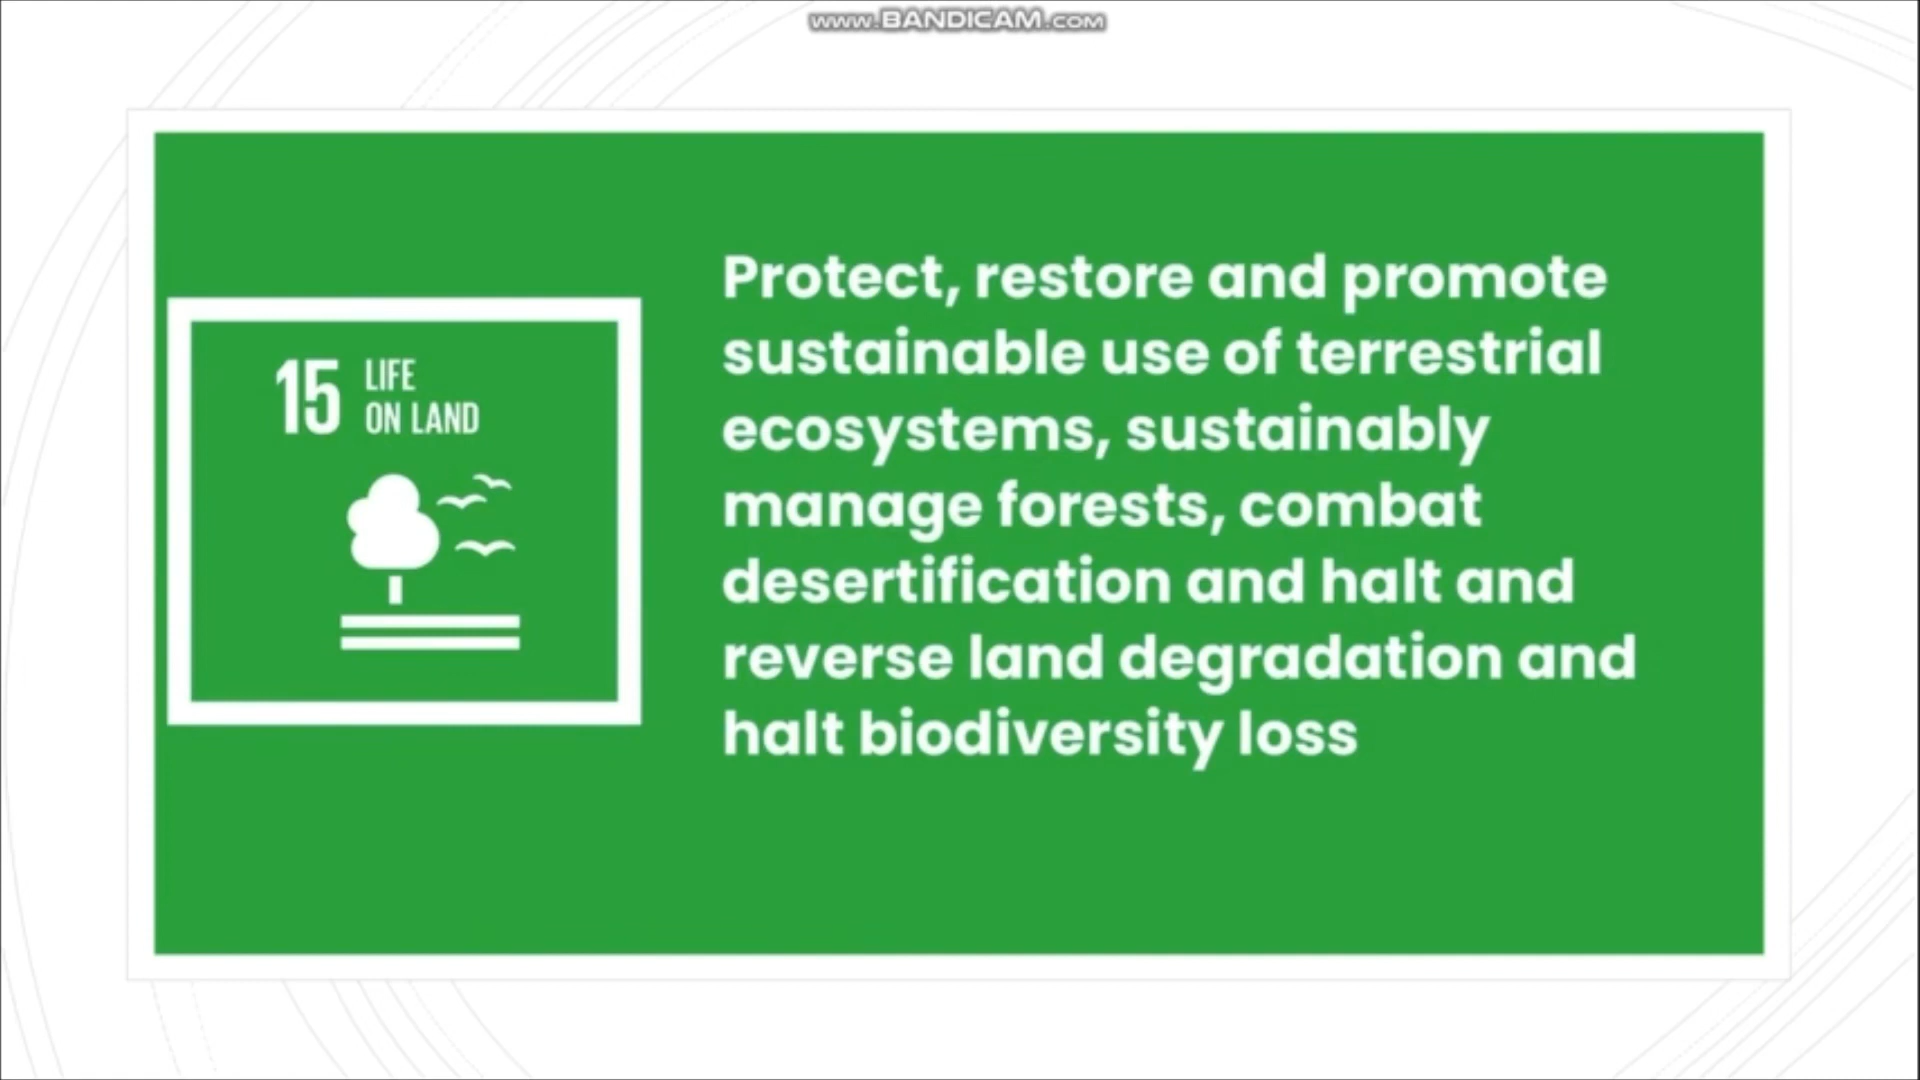 www.BANDICAM.com
15 LIFE
ON LAND
Protect, restore and promote
sustainable use of terrestrial
ecosystems, sustainably
manage forests, combat
desertification and halt and
reverse land degradation and
halt biodiversity loss